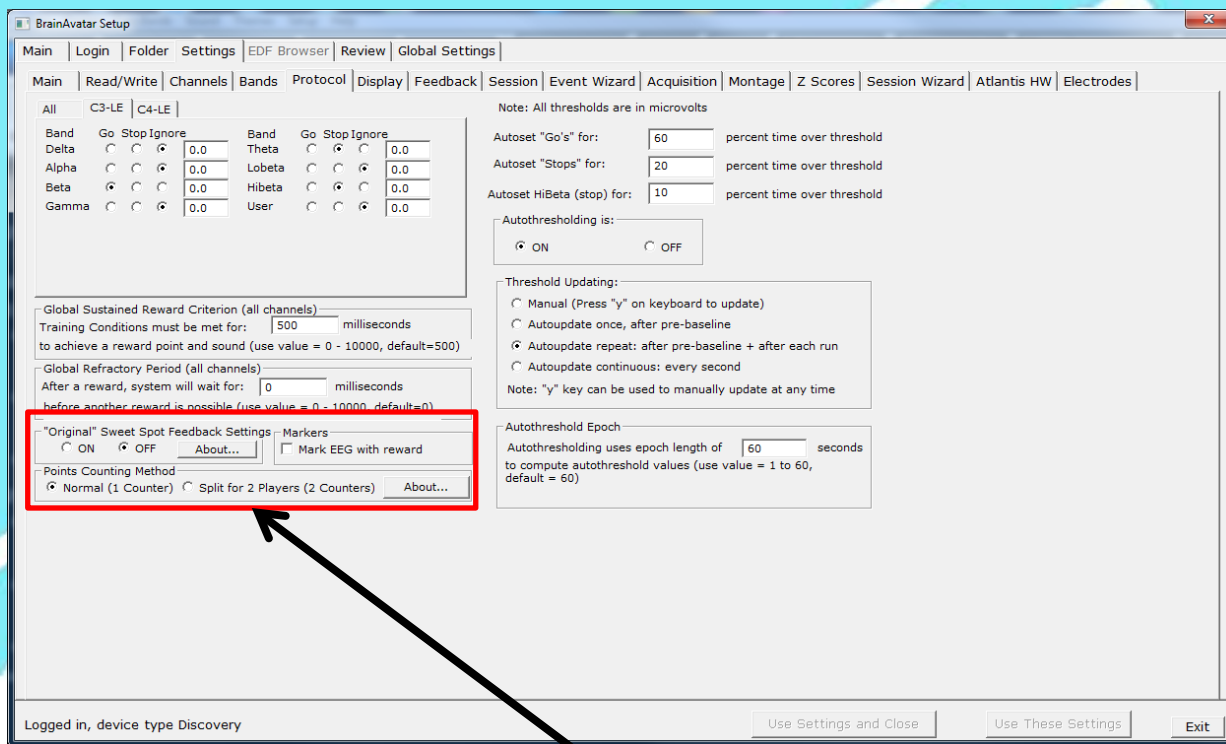 BrainAvatar Setup
Main Login Folder Settings EDF Browser Review Global Settings
Main Read/Write Channels Bands Protocol Display Feedback Session Event Wizard Acquisition Montage Z Scores Session Wizard Atlantis HW Electrodes
All C3-LE C4-LE
Band Go Stop Ignore Band Go Stop Ignore
Delta 0.0 Theta 0.0
Alpha 0.0 Lobeta 0.0
Beta 0.0 Hibeta 0.0
Gamma 0.0 User 0.0
Global Sustained Reward Criterion (all channels)
Training Conditions must be met for: 500 milliseconds
to achieve a reward point and sound (use value = 0 - 10000, default=500)
Global Refractory Period (all channels)
After a reward, system will wait for: 0 milliseconds
before another reward is possible (use value = 0 - 10000, default=0)
"Original" Sweet Spot Feedback Settings Markers
ON OFF About... Mark EEG with reward
Points Counting Method
Normal (1 Counter) Split for 2 Players (2 Counters) About...
Note: All thresholds are in microvolts
Autoset "Go's" for: 60 percent time over threshold
Autoset "Stops" for: 20 percent time over threshold
Autoset HiBeta (stop) for: 10 percent time over threshold
Autothresholding is:
ON OFF
Threshold Updating:
Manual (Press "y" on keyboard to update)
Autoupdate once, after pre-baseline
Autoupdate repeat: after pre-baseline + after each run
Autoupdate continuous: every second
Note: "y" key can be used to manually update at any time
Autothreshold Epoch
Autothresholding uses epoch length of 60 seconds
to compute autothreshold values (use value = 1 to 60,
default = 60)
Logged in, device type Discovery
Use Settings and Close Use These Settings Exit